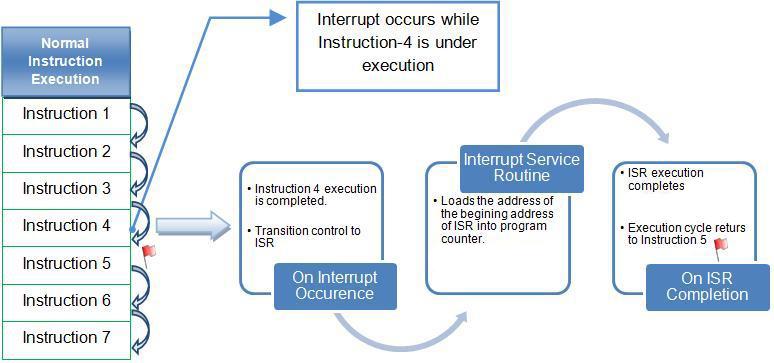 Normal
Instruction
Execution
Instruction 1
Instruction 2
Instruction 3
Instruction 4
Instruction 5
Instruction 6
Instruction 7
Interrupt occurs while
Instruction-4 is under
execution
• Instruction 4 execution
is completed.
• Transition control to
ISR
On Interrupt
Occurence
Interrupt Service
Routine
• Loads the address of
the begining address
of ISR into program
counter.
• ISR execution
completes
• Execution cycle returs
to Instruction 5
On ISR
Completion